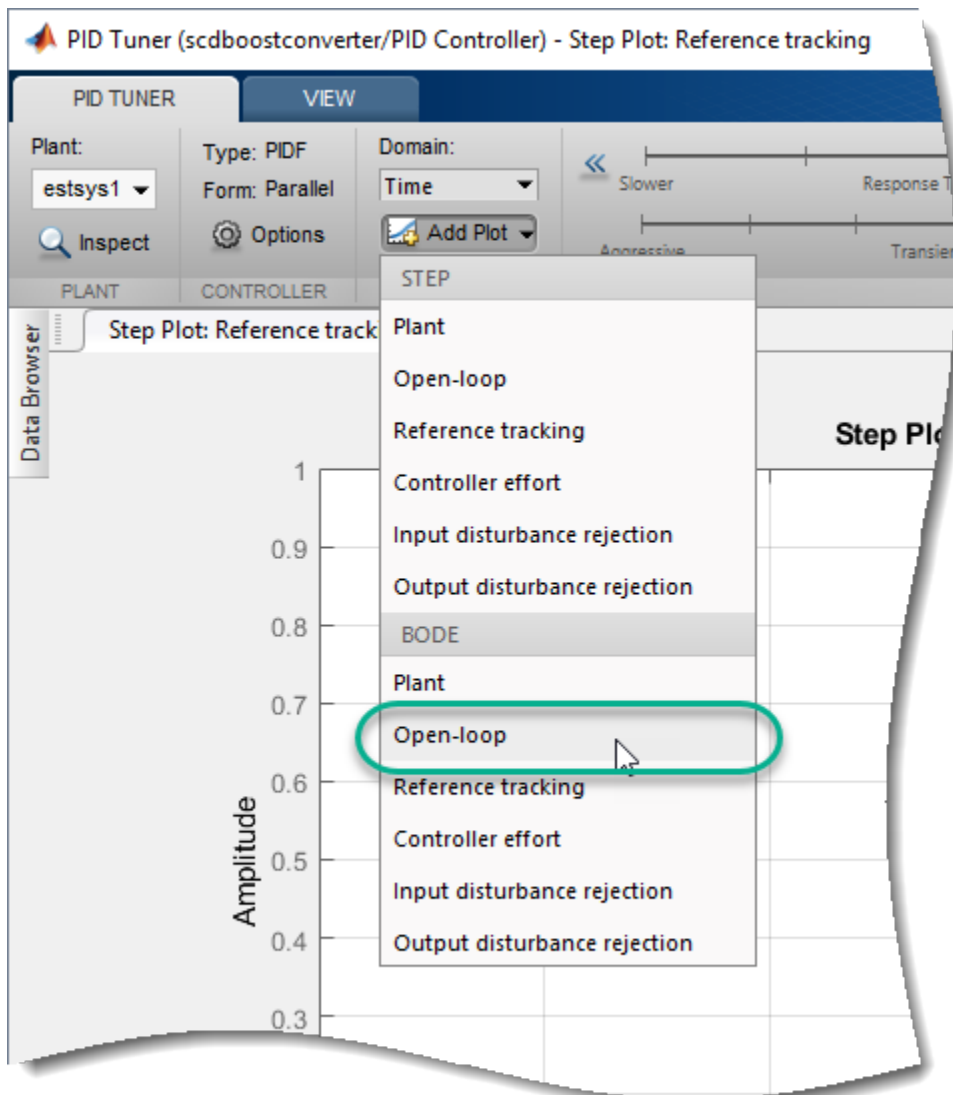 PID Tuner (scdboostconverter/PID Controller) - Step Plot: Reference tracking
PID TUNER
VIEW
Plant:
estsys1
Inspect
PLANT
Type: PIDF
Form: Parallel
Options
CONTROLLER
Domain:
Time
Add Plot
Slower
Response
Aggressive
Data Browser
Step Plot: Reference
STEP
Plant
Open-loop
Reference tracking
Controller effort
Input disturbance rejection
Output disturbance rejection
BODE
Plant
Open-loop
Reference tracking
Controller effort
Input disturbance rejection
Output disturbance rejection
Step
Amplitude
1
0.9
0.8
0.7
0.6
0.5
0.4
0.3